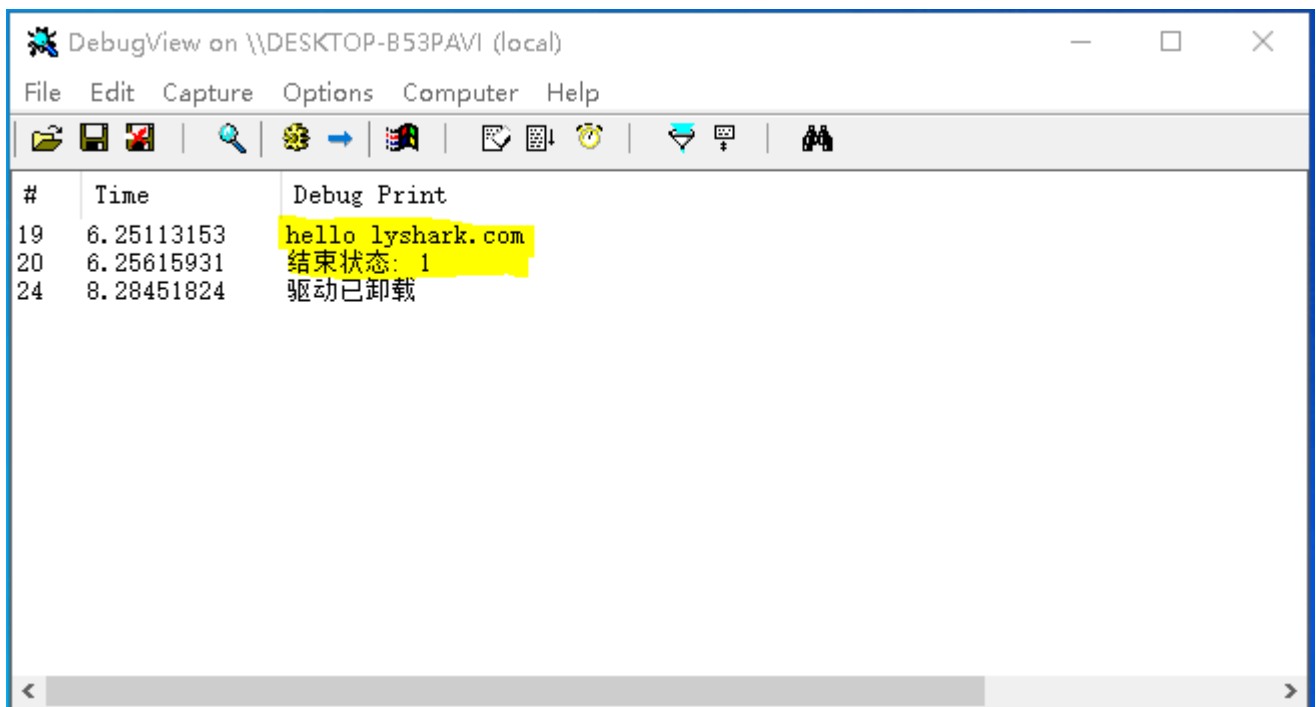 DebugView on \\DESKTOP-B53PAVI (local)
File Edit Capture Options Computer Help
# Time Debug Print
19 6.25113153 hello lyshark.com
20 6.25615931 结束状态: 1
24 8.28451824 驱动已卸载